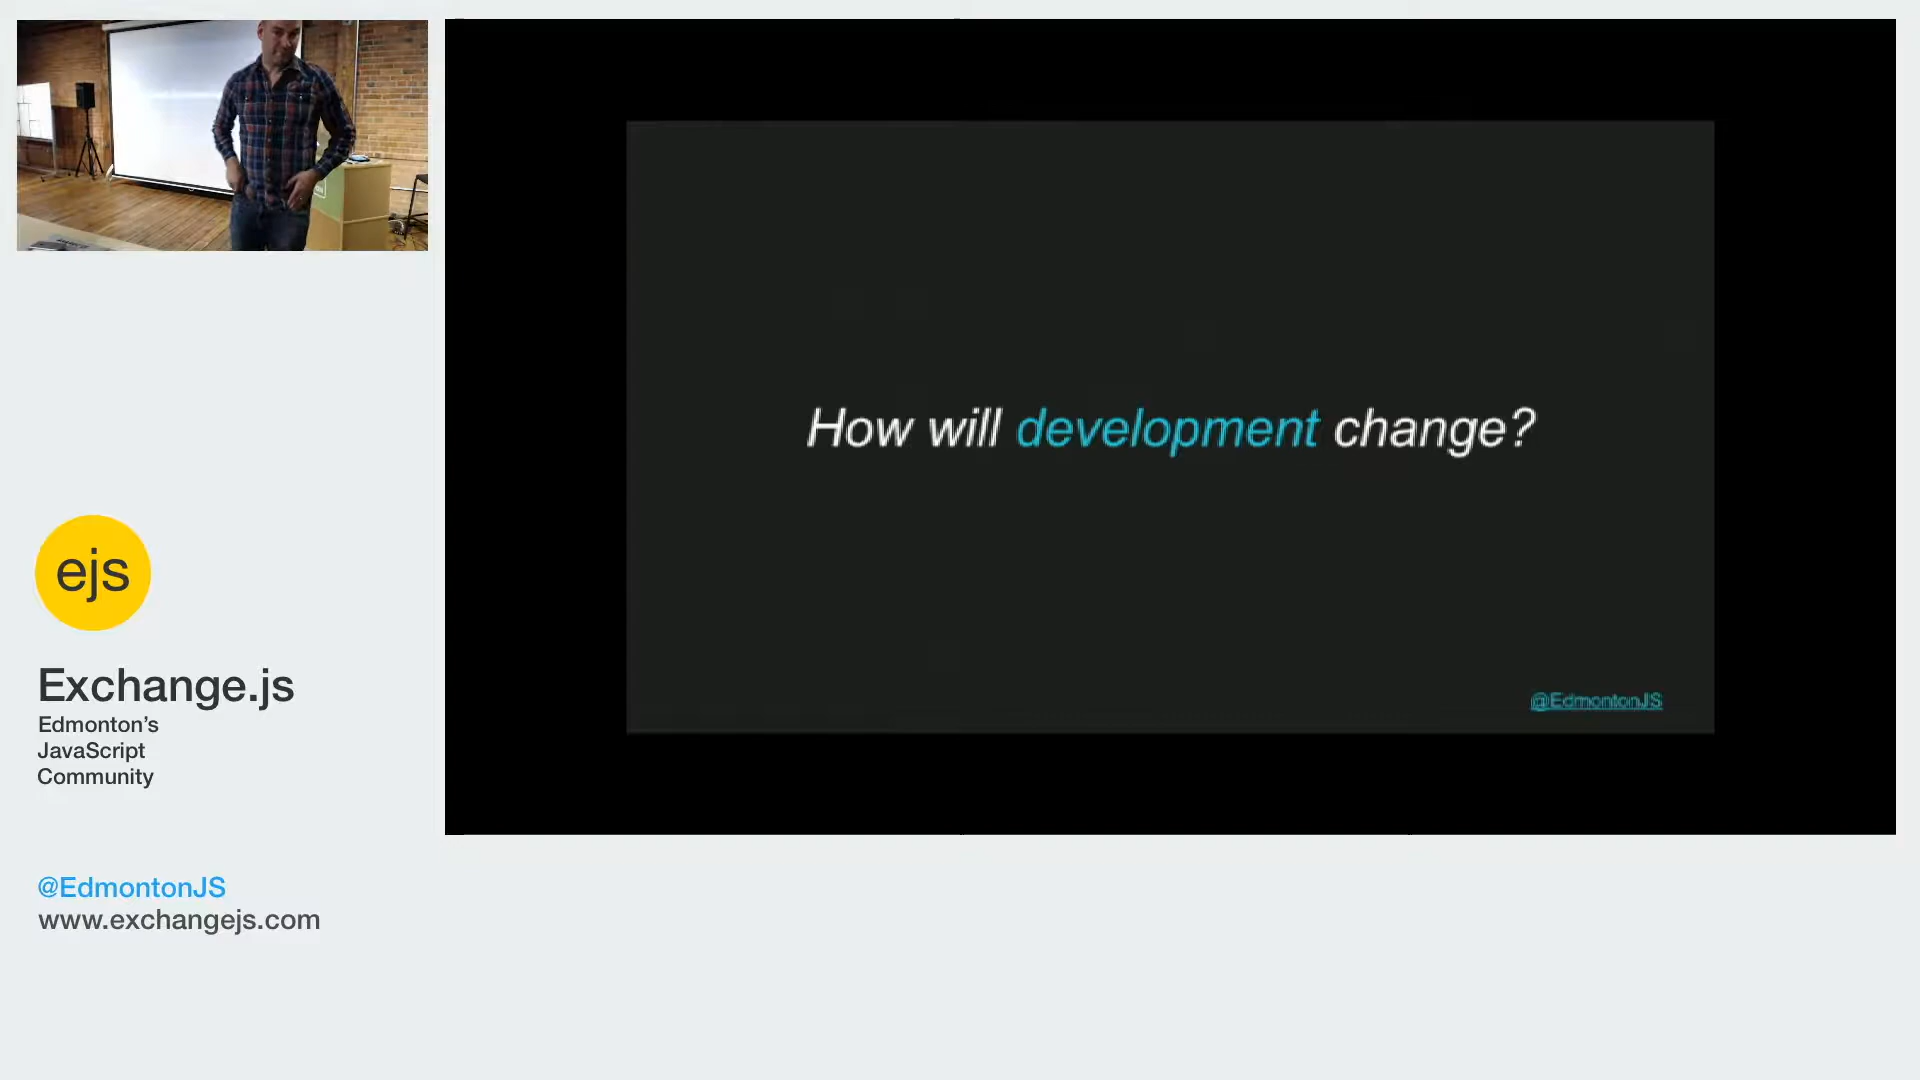 How will development change?
@EdmontonJS
ejs
Exchange.js
Edmonton’s
JavaScript
Community
@EdmontonJS
www.exchangejs.com